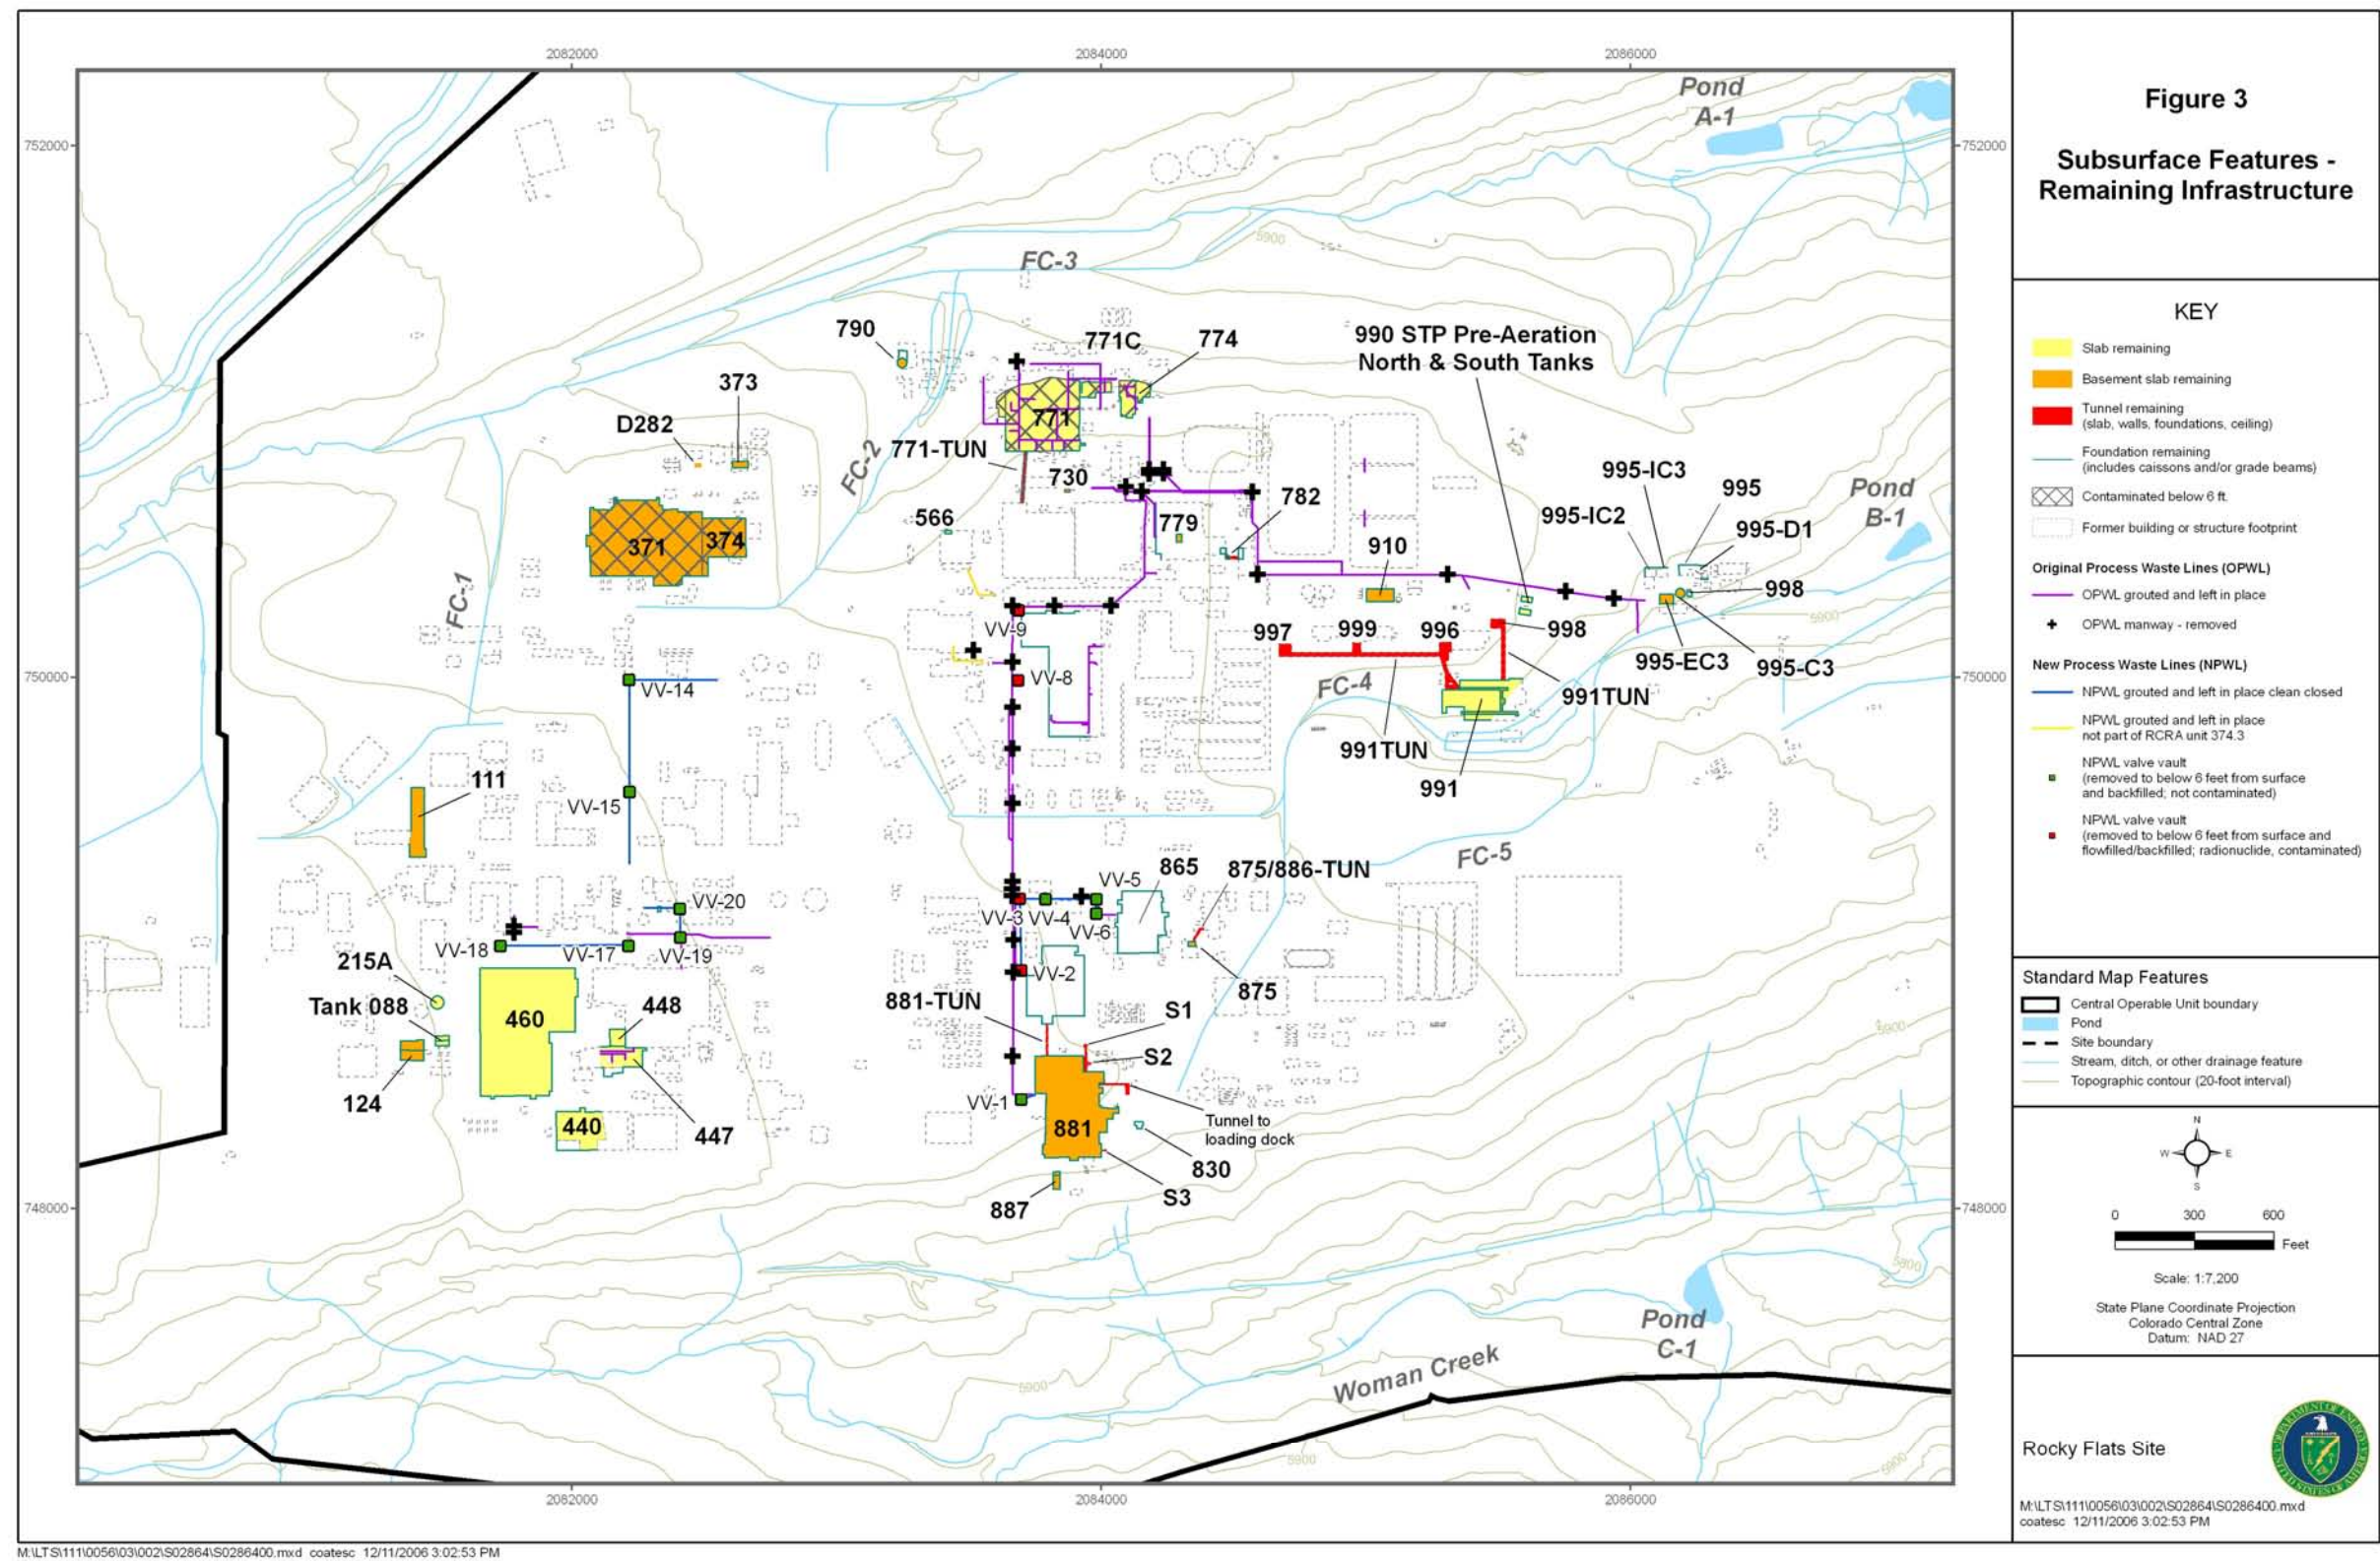 2082000
2084000
2086000
752000
752000
750000
750000
748000
748000
2082000
2084000
2086000
Pond
A-1
5900
FC-3
790
771C
774
990 STP Pre-Aeration
North & South Tanks
373
D282
FC-2
771
771-TUN
730
782
995-IC3
995
Pond
B-1
566
779
995-IC2
995-D1
371
374
910
998
FC-1
VV-9
997
999
996
998
5900
995-EC3
995-C3
VV-14
VV-8
FC-4
991TUN
991TUN
111
VV-15
991
865
875/886-TUN
FC-5
VV-5
VV-20
VV-3
VV-4
VV-6
VV-18
VV-17
VV-19
215A
VV-2
875
Tank 088
460
448
881-TUN
S1
5900
S2
124
VV-1
Tunnel to
loading dock
440
447
881
830
887
S3
5800
Pond
C-1
Woman Creek
5900
5900
5900
Figure 3
Subsurface Features -
Remaining Infrastructure
KEY
Slab remaining
Basement slab remaining
Tunnel remaining
(slab, walls, foundations, ceiling)
Foundation remaining
(includes caissons and/or grade beams)
Contaminated below 6 ft.
Former building or structure footprint
Original Process Waste Lines (OPWL)
OPWL grouted and left in place
OPWL manway - removed
New Process Waste Lines (NPWL)
NPWL grouted and left in place clean closed
NPWL grouted and left in place
not part of RCRA unit 374.3
NPWL valve vault
(removed to below 6 feet from surface
and backfilled; not contaminated)
NPWL valve vault
(removed to below 6 feet from surface and
flowfilled/backfilled; radionuclide, contaminated)
Standard Map Features
Central Operable Unit boundary
Pond
Site boundary
Stream, ditch, or other drainage feature
Topographic contour (20-foot interval)
N
W
E
S
0 300 600
Feet
Scale: 1:7,200
State Plane Coordinate Projection
Colorado Central Zone
Datum: NAD 27
Rocky Flats Site
M:\LTS\111\0056\03\002\S02864\S0286400.mxd
coatesc 12/11/2006 3:02:53 PM
M:\LTS\111\0056\03\002\S02864\S0286400.mxd coatesc 12/11/2006 3:02:53 PM